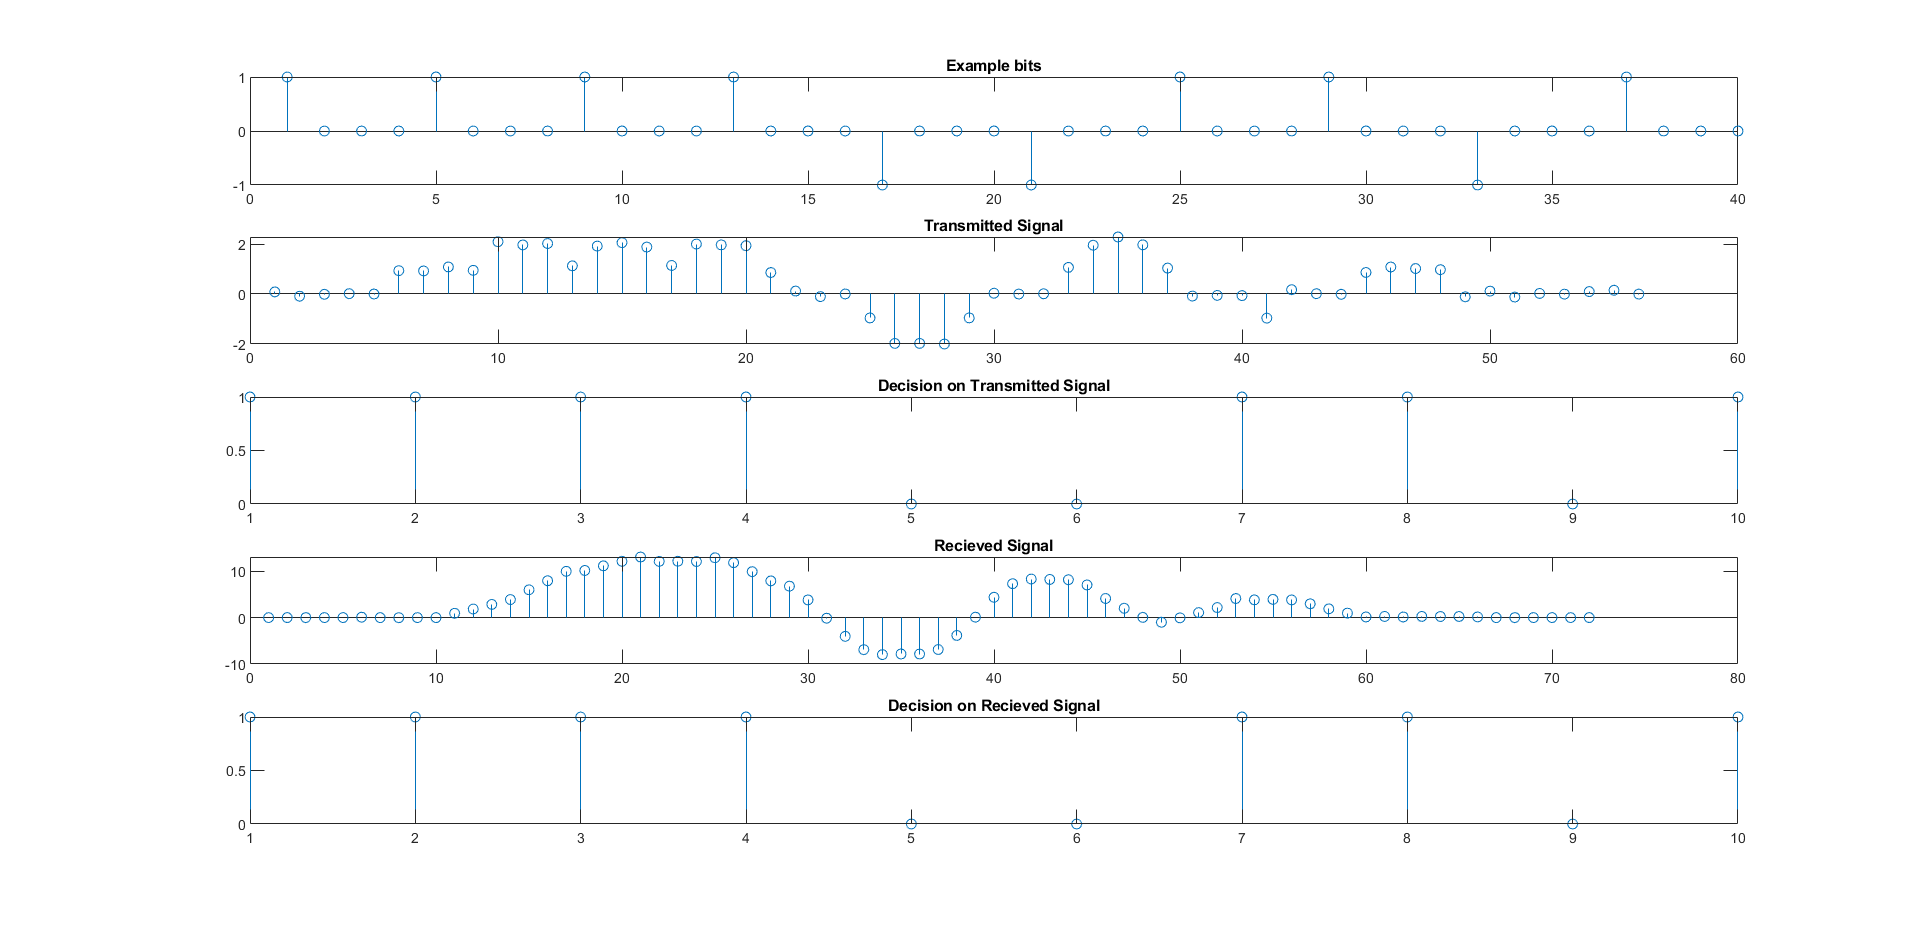 Example bits
1
0
-1
0 5 10 15 20 25 30 35 40
Transmitted Signal
2
0
-2
0 10 20 30 40 50 60
Decision on Transmitted Signal
1
0.5
0
1 2 3 4 5 6 7 8 9 10
Recieved Signal
10
0
-10
0 10 20 30 40 50 60 70 80
Decision on Recieved Signal
1
0.5
0
1 2 3 4 5 6 7 8 9 10